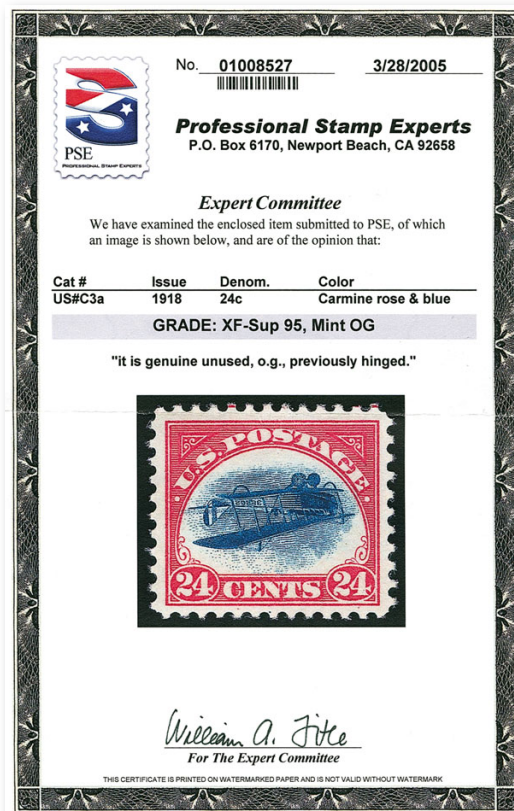 No. 01008527 3/28/2005
PSE
PROFESSIONAL STAMP EXPERTS
Professional Stamp Experts
P.O. Box 6170, Newport Beach, CA 92658
Expert Committee
We have examined the enclosed item submitted to PSE, of which
an image is shown below, and are of the opinion that:
Cat # Issue Denom. Color
US#C3a 1918 24c Carmine rose & blue
GRADE: XF-Sup 95, Mint OG
"it is genuine unused, o.g., previously hinged."
U.S. POSTAGE
24 CENTS 24
William A.
For The Expert Committee
THIS CERTIFICATE IS PRINTED ON WATERMARKED PAPER AND IS NOT VALID WITHOUT WATERMARK